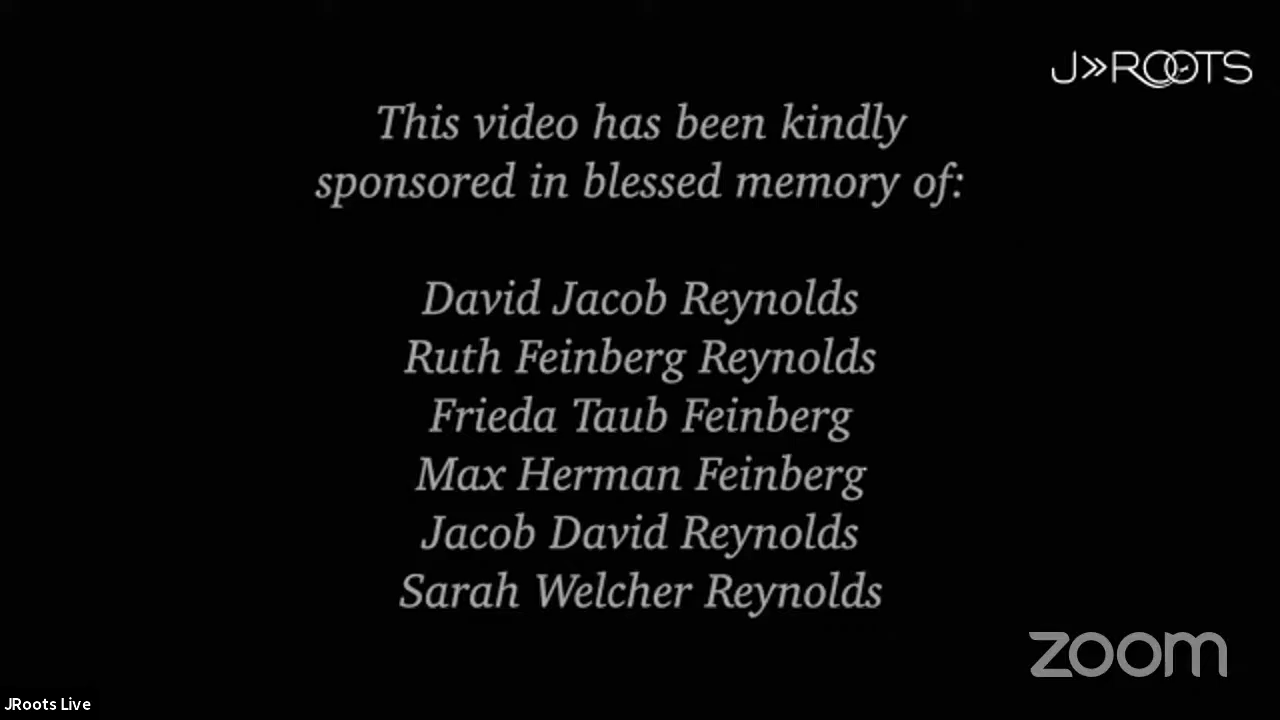 J»ROOTS
This video has been kindly
sponsored in blessed memory of:
David Jacob Reynolds
Ruth Feinberg Reynolds
Frieda Taub Feinberg
Max Herman Feinberg
Jacob David Reynolds
Sarah Welcher Reynolds
zoom
JRoots Live